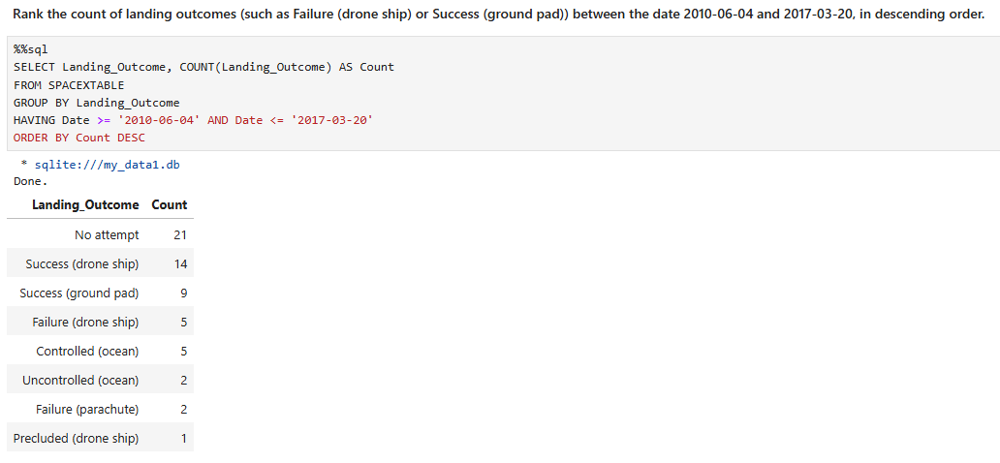 Rank the count of landing outcomes (such as Failure (drone ship) or Success (ground pad)) between the date 2010-06-04 and 2017-03-20, in descending order.
%%sql
SELECT Landing_Outcome, COUNT(Landing_Outcome) AS Count
FROM SPACEXTABLE
GROUP BY Landing_Outcome
HAVING Date >= '2010-06-04' AND Date <= '2017-03-20'
ORDER BY Count DESC
* sqlite:///my_data1.db
Done.
Landing_Outcome Count
No attempt 21
Success (drone ship) 14
Success (ground pad) 9
Failure (drone ship) 5
Controlled (ocean) 5
Uncontrolled (ocean) 2
Failure (parachute) 2
Precluded (drone ship) 1